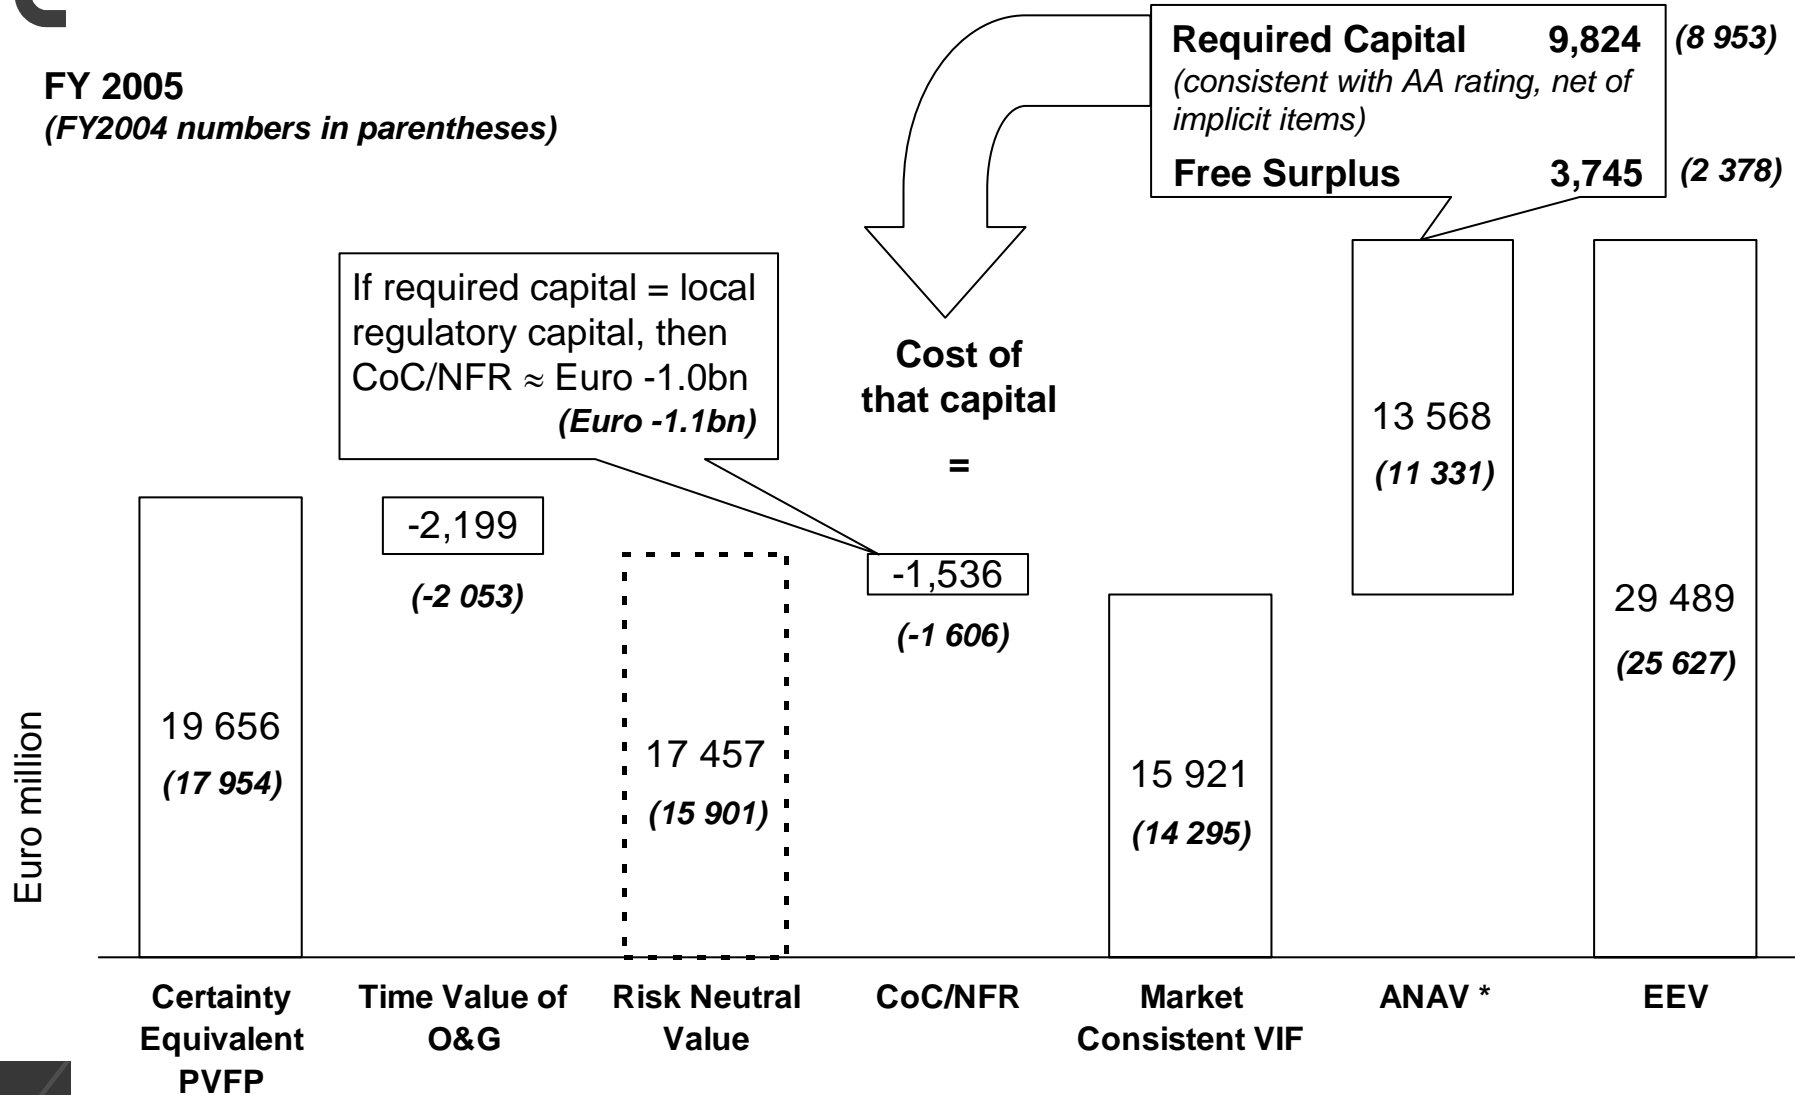 FY 2005
(FY2004 numbers in parentheses)
Required Capital 9,824 (8 953)
(consistent with AA rating, net of
implicit items)
Free Surplus 3,745 (2 378)
If required capital = local
regulatory capital, then
CoC/NFR ≈ Euro -1.0bn
(Euro -1.1bn)
Cost of
that capital
=
19 656
(17 954)
-2,199
(-2 053)
17 457
(15 901)
-1,536
(-1 606)
15 921
(14 295)
13 568
(11 331)
29 489
(25 627)
Euro million
Certainty
Equivalent
PVFP
Time Value of
O&G
Risk Neutral
Value
CoC/NFR
Market
Consistent VIF
ANAV *
EEV